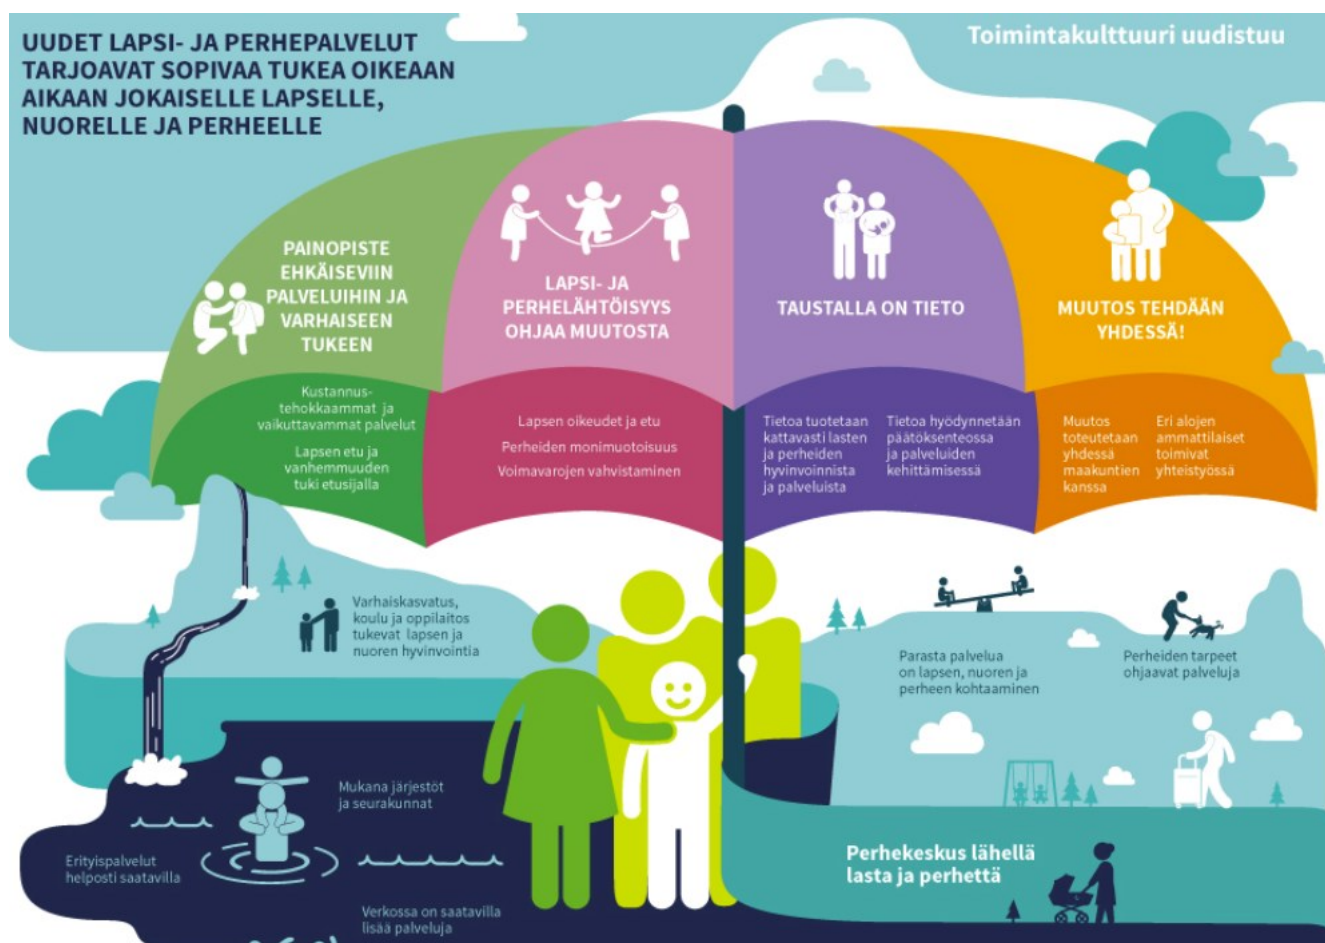 UUDET LAPSI- JA PERHEPALVELUT
TARJOAVAT SOPIVAA TUKEA OIKEAAN
AIKAAN JOKAISELLE LAPSELLE,
NUORELLE JA PERHEELLE
Toimintakulttuuri uudistuu
PAINOPISTE
EHKÄISEVIIN
PALVELUIHIN JA
VARHAISEEN
TUKEEN
Kustannus-
tehokkaammat ja
vaikuttavammat palvelut
Lapsen etu ja
vanhemmuuden
tuki etusijalla
LAPSI- JA
PERHELÄHTÖISYYS
OHJAA MUUTOSTA
Lapsen oikeudet ja etu
Perheiden monimuotoisuus
Voimavarojen vahvistaminen
TAUSTALLA ON TIETO
Tietoa tuotetaan
kattavasti lasten
ja perheiden
hyvinvoinnista
ja palveluista
Tietoa hyödynnetään
päätöksenteossa
ja palveluiden
kehittämisessä
MUUTOS TEHDÄÄN
YHDESSÄ!
Muutos
toteutetaan
yhdessä
maakuntien
kanssa
Eri alojen
ammattilaiset
toimivat
yhteistyössä
Varhaiskasvatus,
koulu ja oppilaitos
tukevat lapsen ja
nuoren hyvinvointia
Parasta palvelua
on lapsen, nuoren ja
perheen kohtaaminen
Perheiden tarpeet
ohjaavat palveluja
Mukana järjestöt
ja seurakunnat
Erityispalvelut
helposti saatavilla
Verkossa on saatavilla
lisää palveluja
Perhekeskus lähellä
lasta ja perhettä